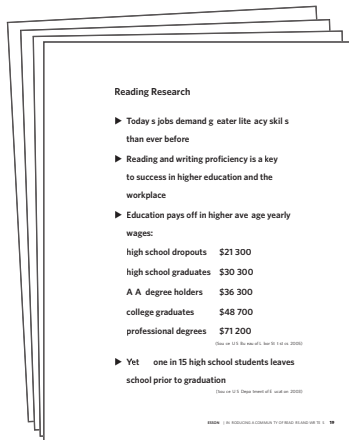 Reading Research
▶ Today s jobs demand g eater lite acy skil s
than ever before
▶ Reading and writing proficiency is a key
to success in higher education and the
workplace
▶ Education pays off in higher ave age yearly
wages:
high school dropouts $21 300
high school graduates $30 300
A A degree holders $36 300
college graduates $48 700
professional degrees $71 200
▶ Yet one in 15 high school students leaves
school prior to graduation
19